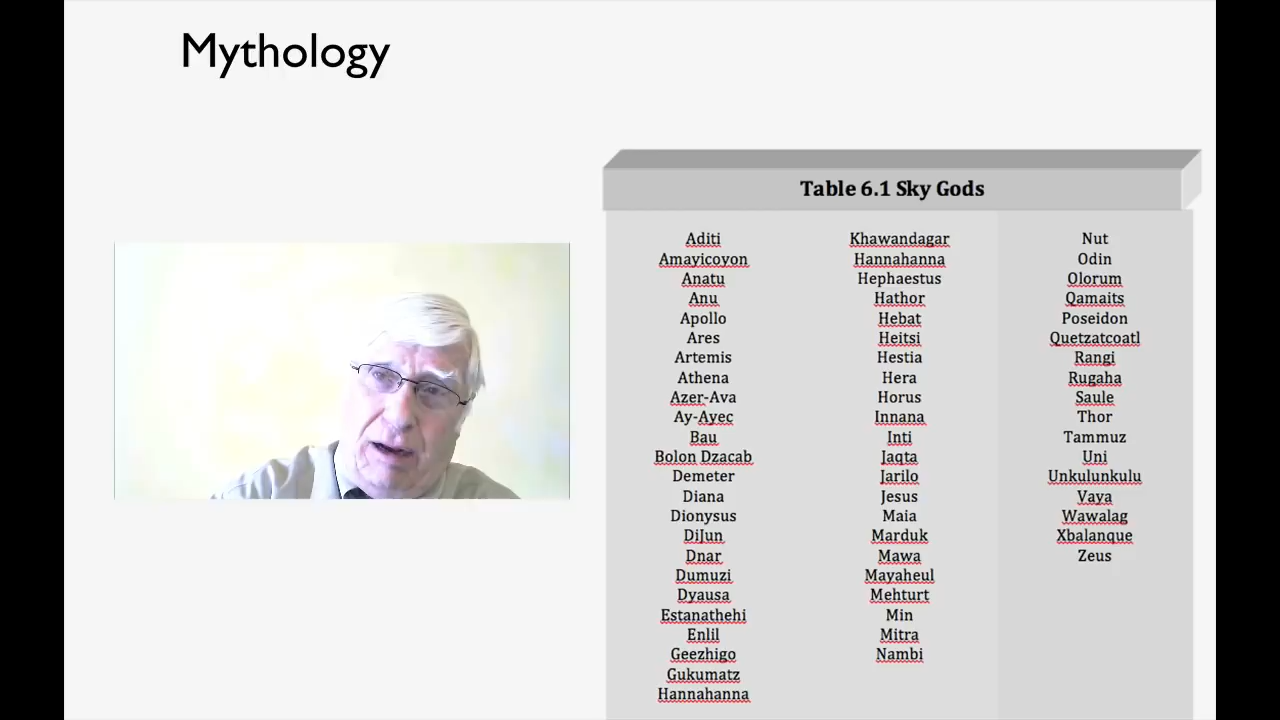 Mythology
Table 6.1 Sky Gods
Aditi
Amayicoyon
Anatu
Anu
Apollo
Ares
Artemis
Athena
Azer-Ava
Ay-Ayec
Bau
Bolon Dzacab
Demeter
Diana
Dionysus
DiJun
Dnar
Dumuzi
Dyausa
Estanathehi
Enlil
Geezhigo
Gukumatz
Hannahanna
Khawandagar
Hannahanna
Hephaestus
Hathor
Hebat
Heitsi
Hestia
Hera
Horus
Innana
Inti
Jaqta
Jarilo
Jesus
Maia
Marduk
Mawa
Mayaheul
Mehturt
Min
Mitra
Nambi
Nut
Odin
Olorum
Qamaits
Poseidon
Quetzatcoatl
Rangi
Rugaha
Saule
Thor
Tammuz
Uni
Unkulunkulu
Vaya
Wawalag
Xbalanque
Zeus